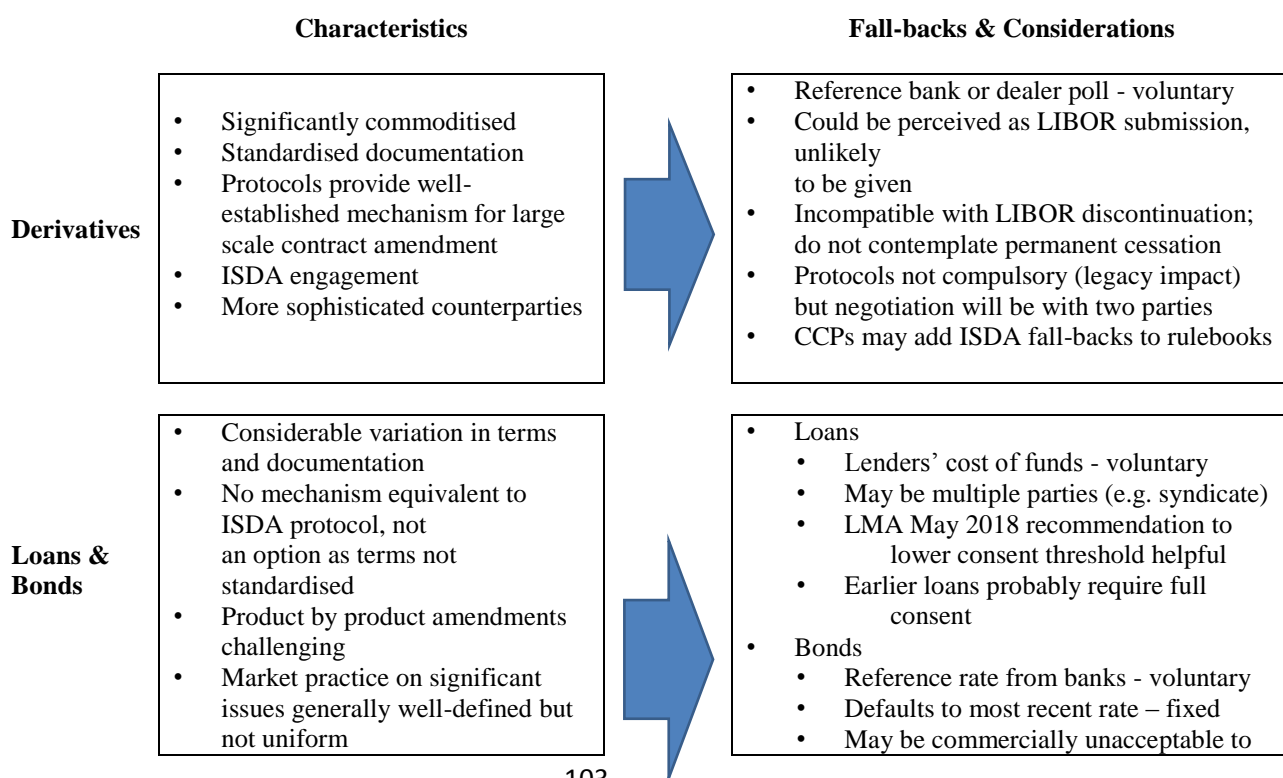 Characteristics
Fall-backs & Considerations
Derivatives
• Significantly commoditised
• Standardised documentation
• Protocols provide well-
established mechanism for large
scale contract amendment
• ISDA engagement
• More sophisticated counterparties
• Reference bank or dealer poll - voluntary
• Could be perceived as LIBOR submission,
unlikely
to be given
• Incompatible with LIBOR discontinuation;
do not contemplate permanent cessation
• Protocols not compulsory (legacy impact)
but negotiation will be with two parties
• CCPs may add ISDA fall-backs to rulebooks
Loans &
Bonds
• Considerable variation in terms
and documentation
• No mechanism equivalent to
ISDA protocol, not
an option as terms not
standardised
• Product by product amendments
challenging
• Market practice on significant
issues generally well-defined but
not uniform
• Loans
• Lenders’ cost of funds - voluntary
• May be multiple parties (e.g. syndicate)
• LMA May 2018 recommendation to
lower consent threshold helpful
• Earlier loans probably require full
consent
• Bonds
• Reference rate from banks - voluntary
• Defaults to most recent rate – fixed
• May be commercially unacceptable to
103